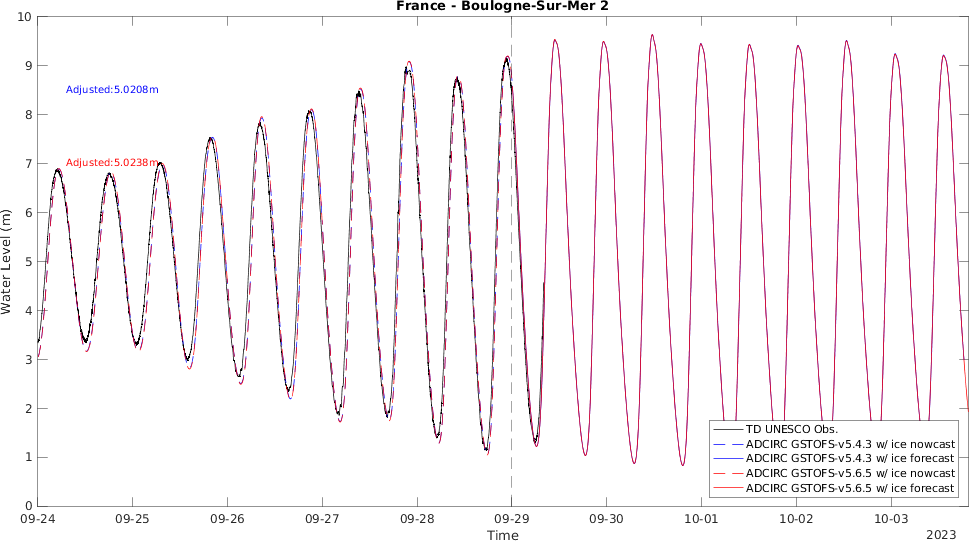 France - Boulogne-Sur-Mer 2
10
9
8
7
6
5
4
3
2
1
0
Water Level (m)
Adjusted:5.0208m
Adjusted:5.0238m
TD UNESCO Obs.
ADCIRC GSTOFS-v5.4.3 w/ ice nowcast
ADCIRC GSTOFS-v5.4.3 w/ ice forecast
ADCIRC GSTOFS-v5.6.5 w/ ice nowcast
ADCIRC GSTOFS-v5.6.5 w/ ice forecast
09-24 09-25 09-26 09-27 09-28 09-29 09-30 10-01 10-02 10-03
Time
2023